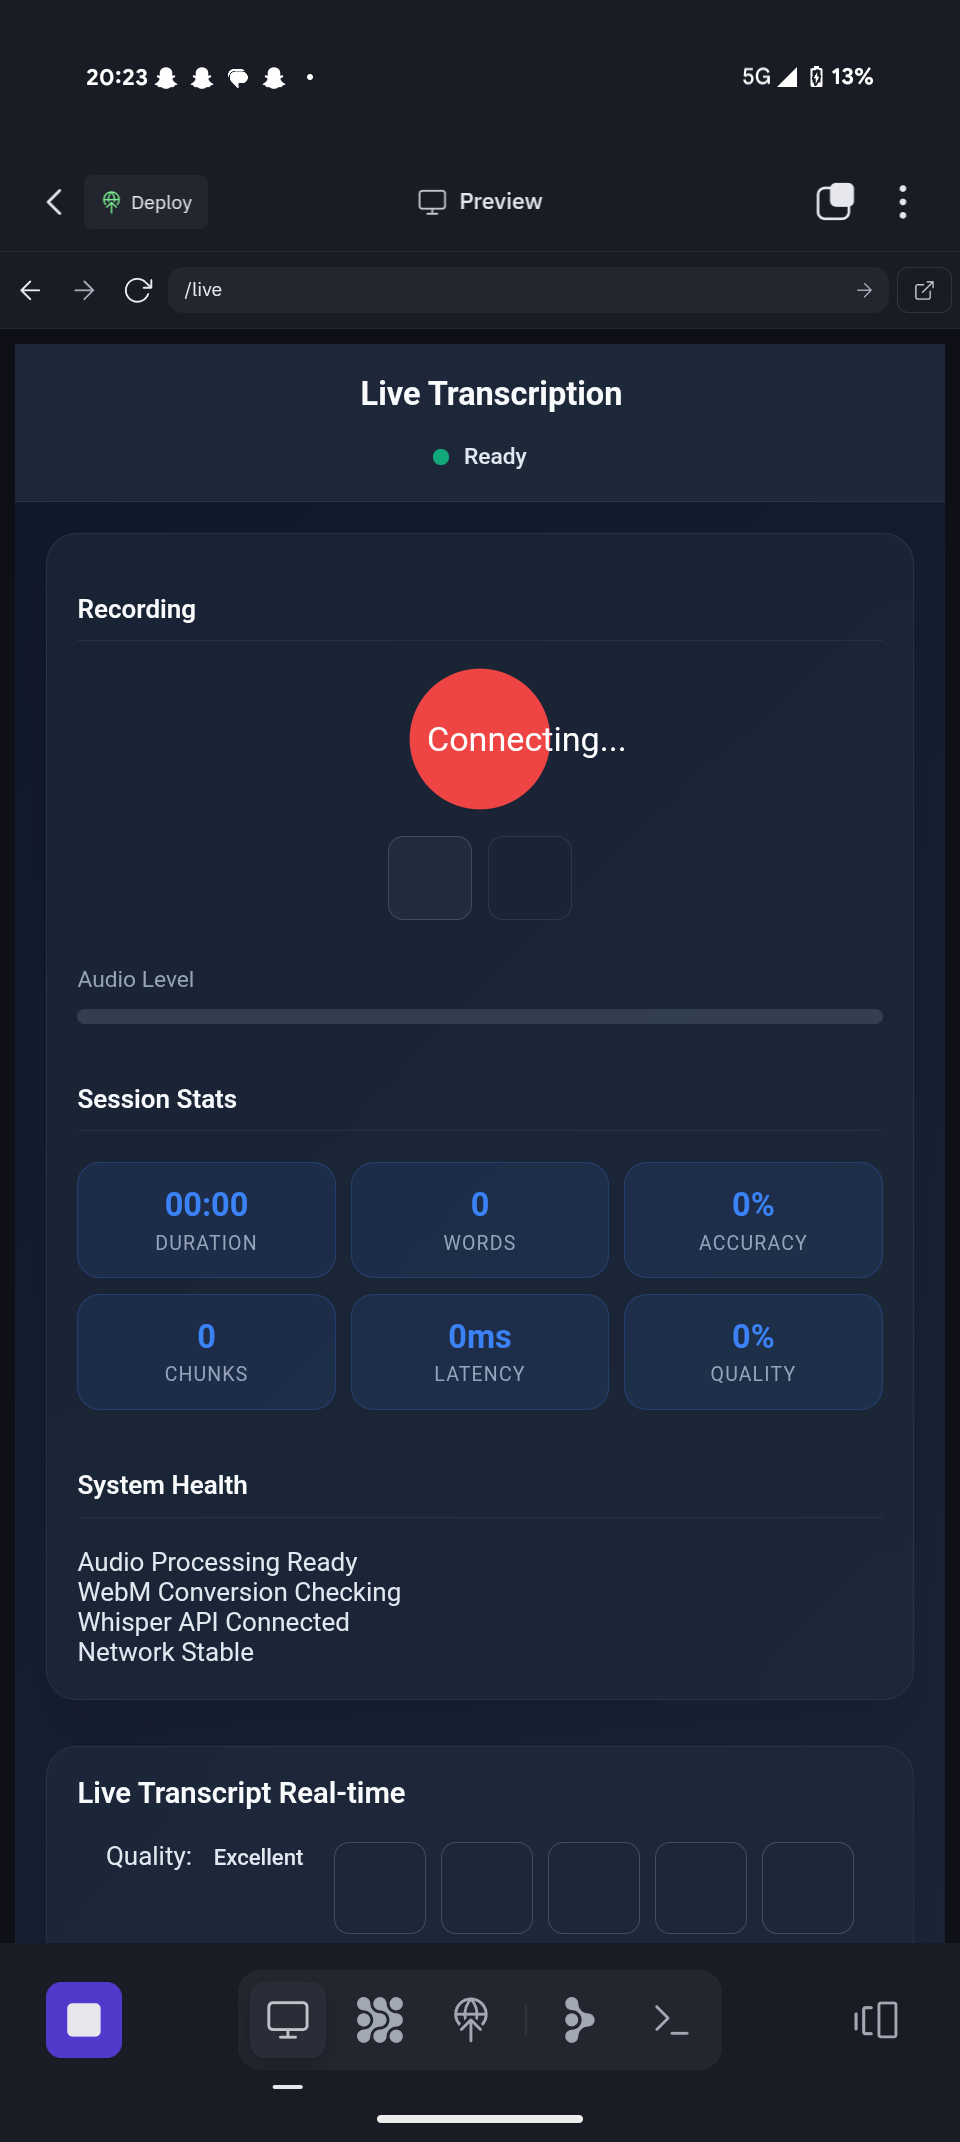 20:23
5G 13%
Deploy
Preview
/live
Live Transcription
Ready
Recording
Connecting...
Audio Level
Session Stats
00:00 0 0%
DURATION WORDS ACCURACY
0 0ms 0%
CHUNKS LATENCY QUALITY
System Health
Audio Processing Ready
WebM Conversion Checking
Whisper API Connected
Network Stable
Live Transcript Real-time
Quality: Excellent